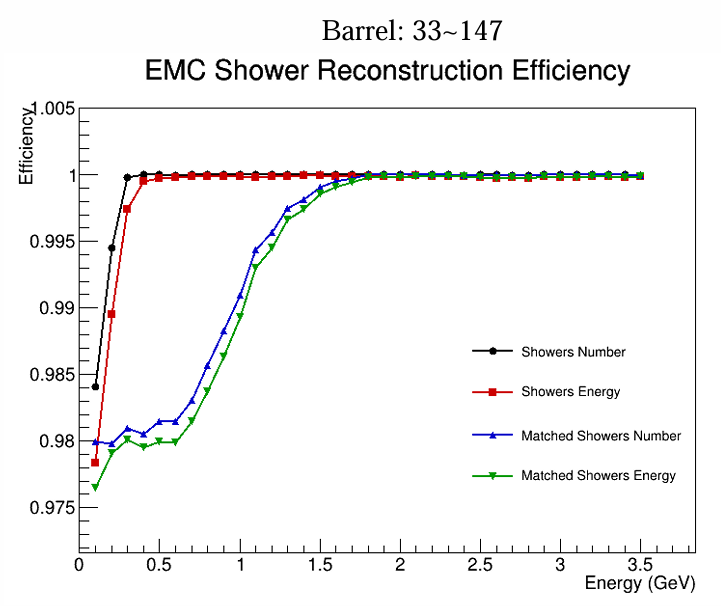 Barrel: 33~147
EMC Shower Reconstruction Efficiency
Efficiency
1.005
1
0.995
0.99
0.985
0.98
0.975
Showers Number
Showers Energy
Matched Showers Number
Matched Showers Energy
0 0.5 1 1.5 2 2.5 3 3.5
Energy (GeV)